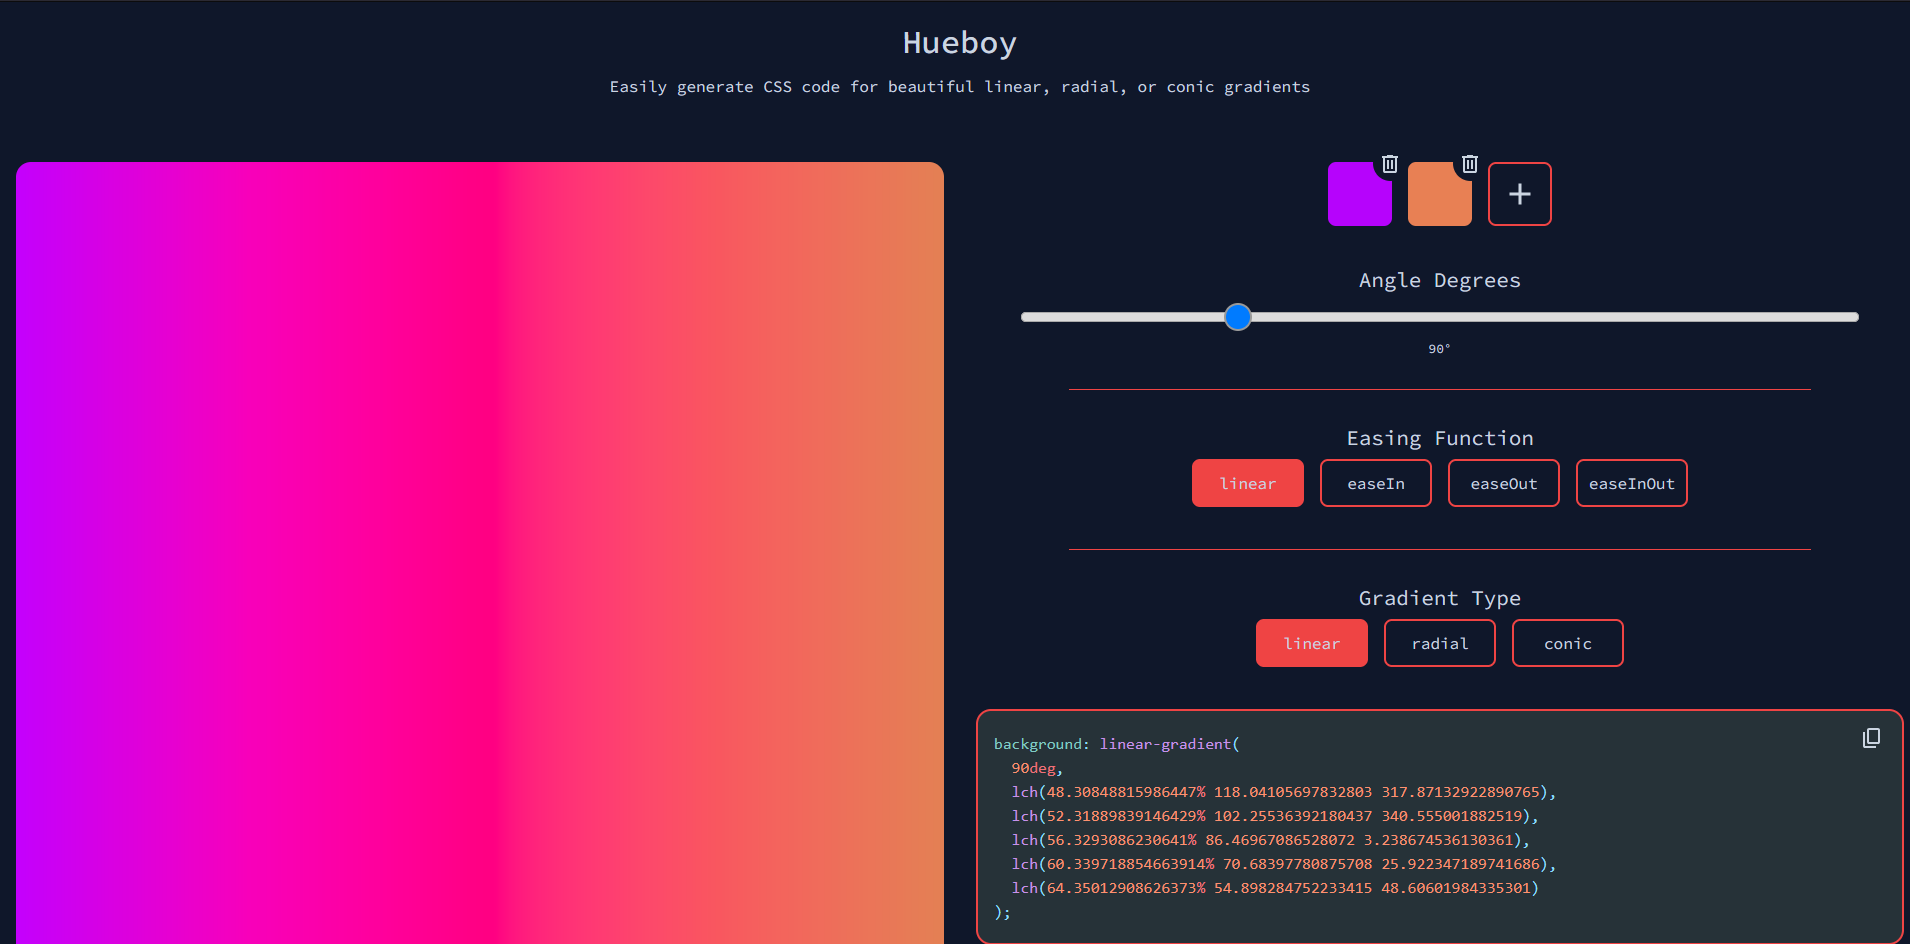 Hueboy
Easily generate CSS code for beautiful linear, radial, or conic gradients
Angle Degrees
90°
Easing Function
linear easeIn easeOut easeInOut
Gradient Type
linear radial conic
background: linear-gradient(
90deg,
lch(48.30848815986447% 118.04105697832803 317.87132922890765),
lch(52.31889839146429% 102.25536392180437 340.555001882519),
lch(56.3293086230641% 86.46967086528072 3.238674536130361),
lch(60.339718854663914% 70.68397780875708 25.922347189741686),
lch(64.35012908626373% 54.898284752233415 48.60601984335301)
);